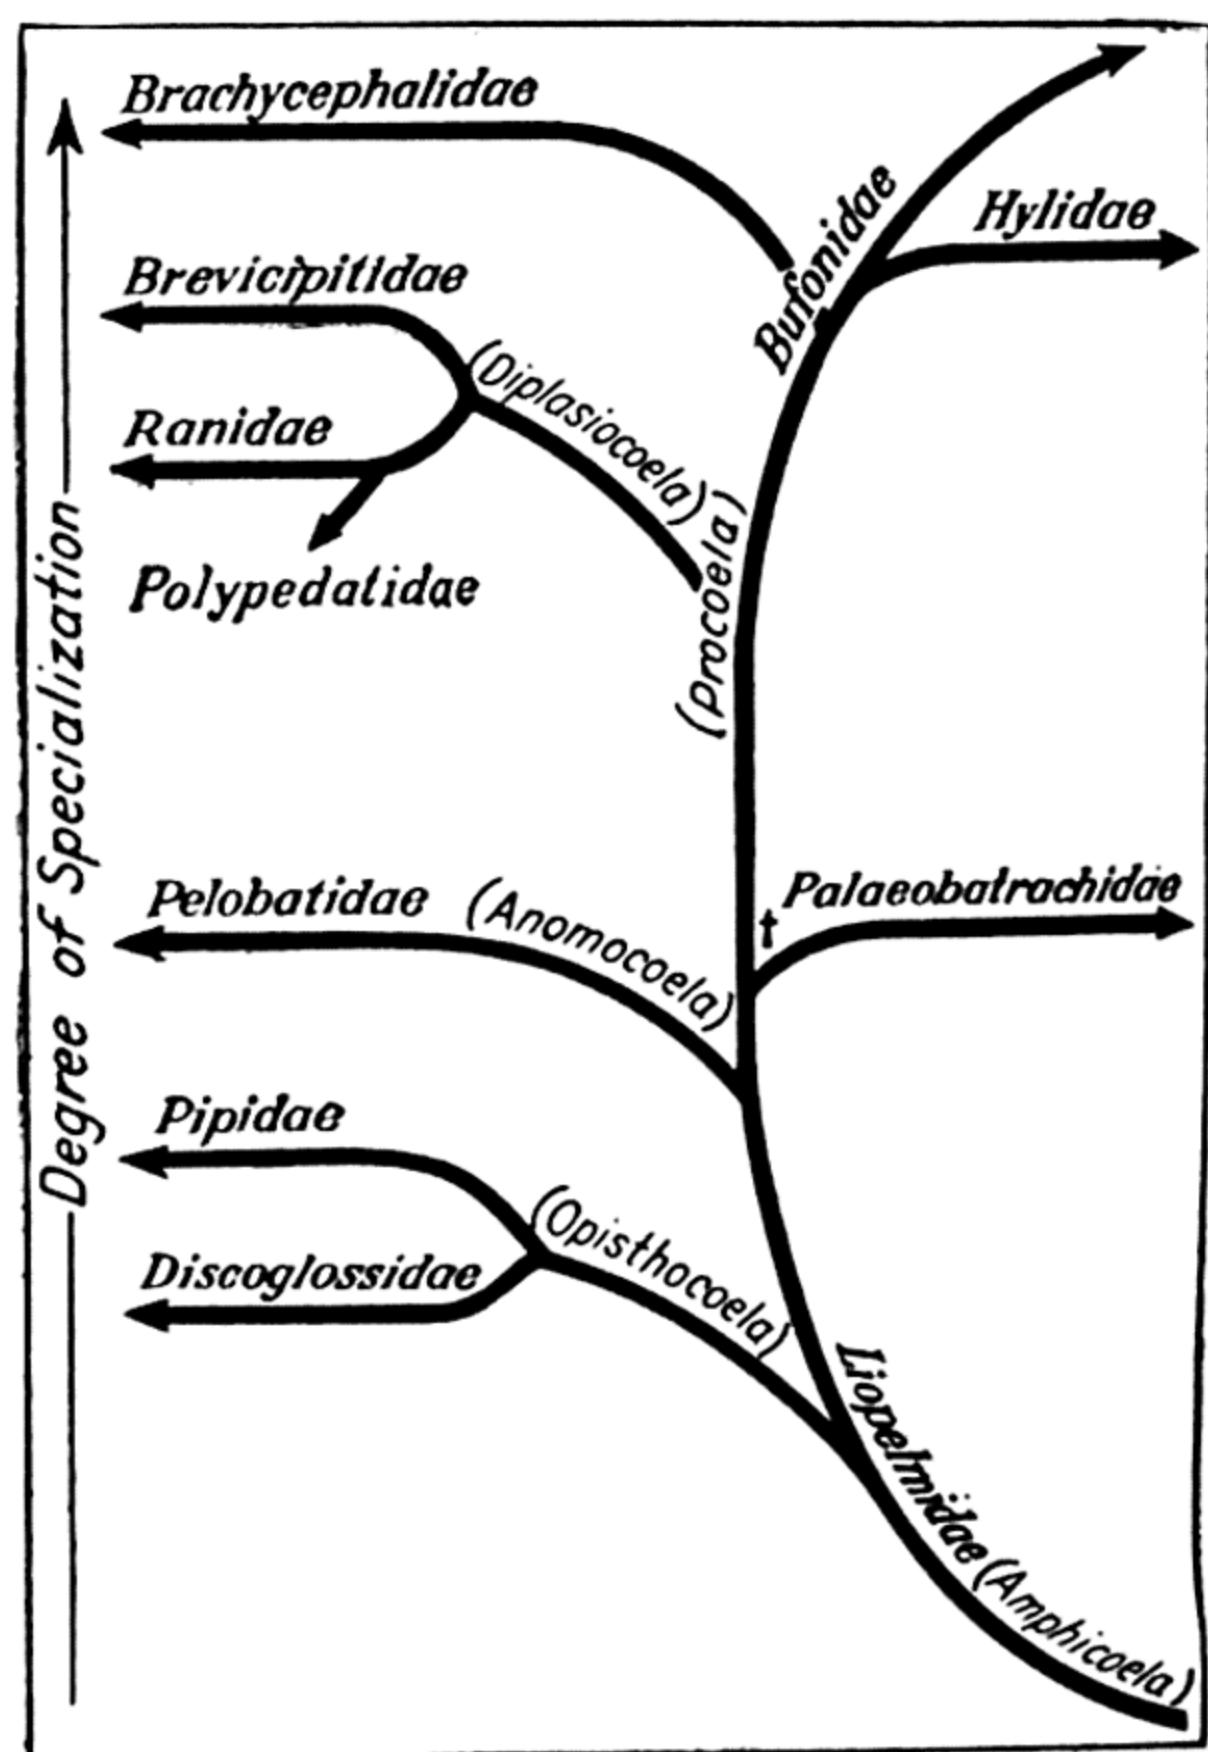 Brachycephalidae
Bufonidae
Hylidae
Brevicipitidae
(Diplasiocoela)
Ranidae
(Procoela)
Polypedatidae
Degree of Specialization
Pelobatidae (Anomocoela)
† Palaeobatrachidae
Pipidae
(Opisthocoela)
Discoglossidae
Liopelmidae (Amphicoela)